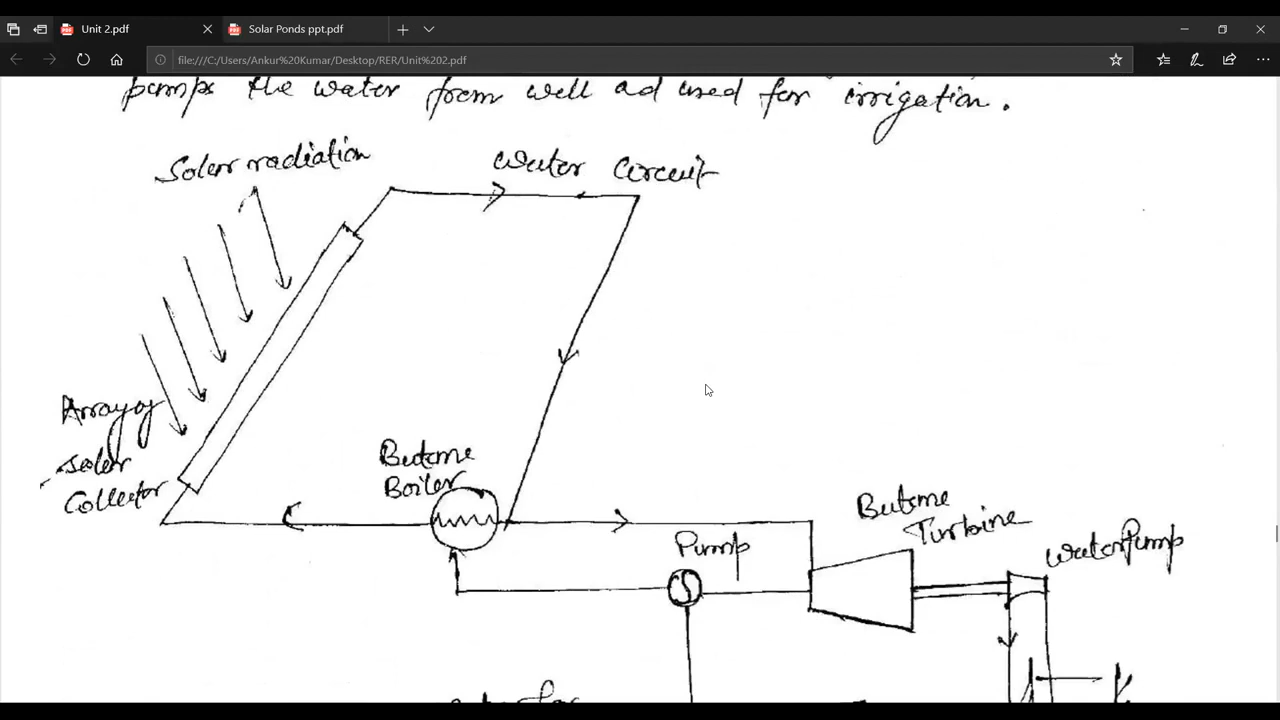 Unit 2.pdf
Solar Ponds ppt.pdf
file:///C:/Users/Ankur%20Kumar/Desktop/RER/Unit%202.pdf
pumps the water from well ad used for irrigation.
Solar radiation
Water Circuit
Array of
Solar
Collector
Butane
Boiler
Pump
Butane
Turbine
Water Pump